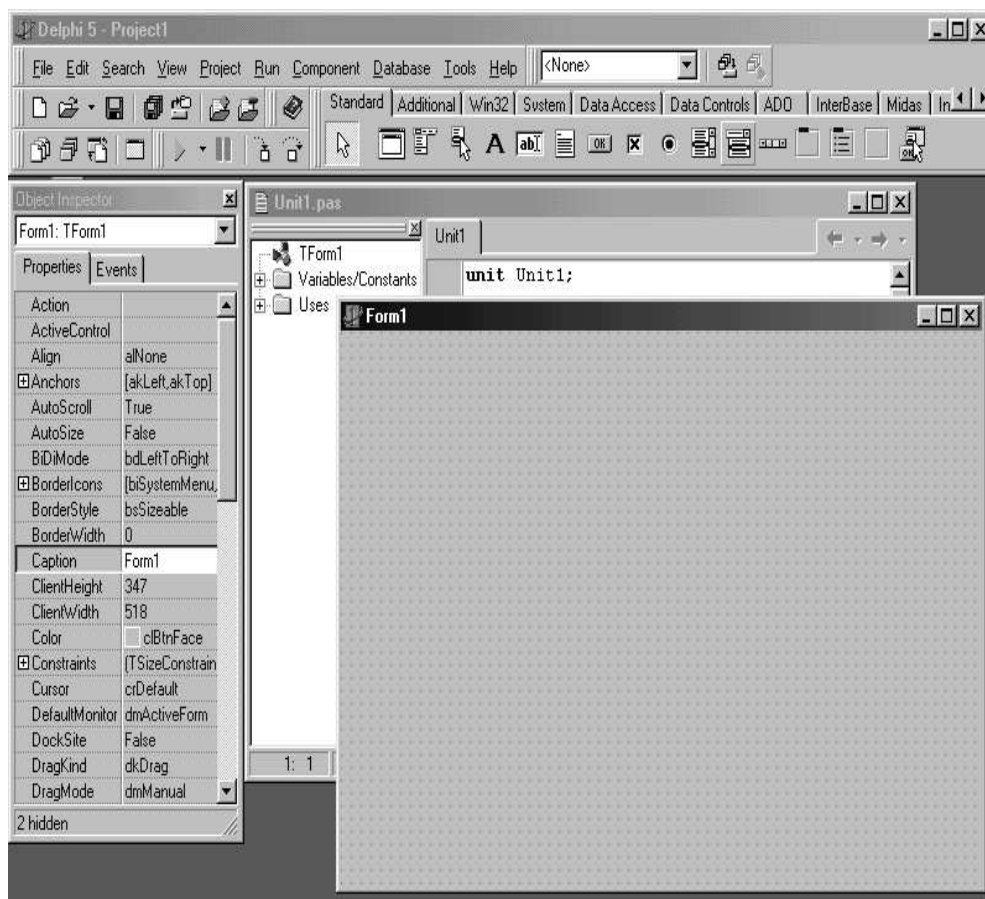 Delphi 5 - Project1
File Edit Search View Project Run Component Database Tools Help <None>
Standard Additional Win32 System Data Access Data Controls ADO InterBase Midas In
A ab OK
OK
Object Inspector
Form1: TForm1
Properties Events
Action
ActiveControl
Align alNone
Anchors [akLeft,akTop]
AutoScroll True
AutoSize False
BiDiMode bdLeftToRight
BorderIcons [biSystemMenu,
BorderStyle bsSizeable
BorderWidth 0
Caption Form1
ClientHeight 347
ClientWidth 518
Color clBtnFace
Constraints (TSizeConstrain
Cursor crDefault
DefaultMonitor dmActiveForm
DockSite False
DragKind dkDrag
DragMode dmManual
2 hidden
Unit1.pas
TForm1
Variables/Constants
Uses
1: 1
Unit1
unit Unit1;
Form1